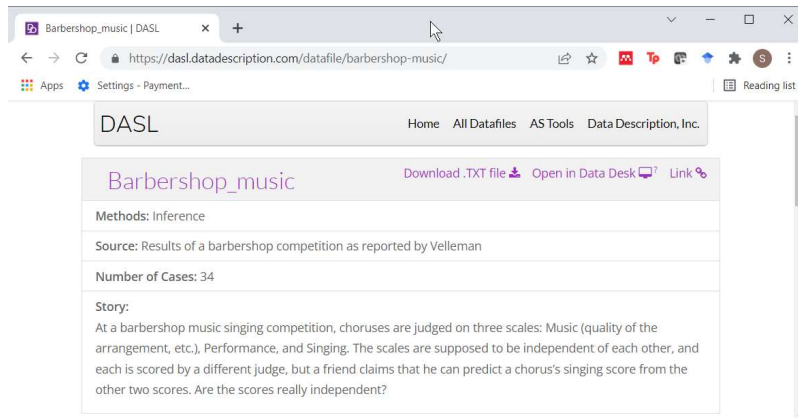 Barbershop_music | DASL
https://dasl.datadescription.com/datafile/barbershop-music/
Tp
S
Apps Settings - Payment... Reading list
DASL Home All Datafiles AS Tools Data Description, Inc.
Barbershop_music Download .TXT file Open in Data Desk ? Link
Methods: Inference
Source: Results of a barbershop competition as reported by Velleman
Number of Cases: 34
Story:
At a barbershop music singing competition, choruses are judged on three scales: Music (quality of the
arrangement, etc.), Performance, and Singing. The scales are supposed to be independent of each other, and
each is scored by a different judge, but a friend claims that he can predict a chorus's singing score from the
other two scores. Are the scores really independent?